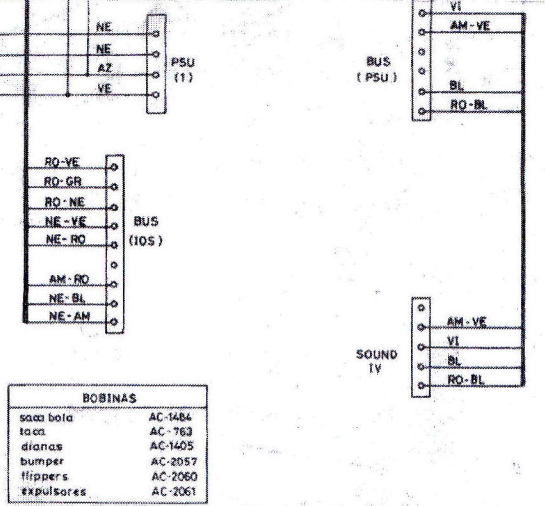 NE
NE
AZ
VE
PSU
(1)
VI
AM-VE
BUS
(PSU)
BL
RO-BL
RO-VE
RO-GR
RO-NE
NE-VE
NE-RO
BUS
(IOS)
AM-RO
NE-BL
NE-AM
AM-VE
VI
SOUND
IV
BL
RO-BL
BOBINAS
saca bola AC-1484
taca AC-763
dianas AC-1405
bumper AC-2057
flippers AC-2060
expulsores AC-2061